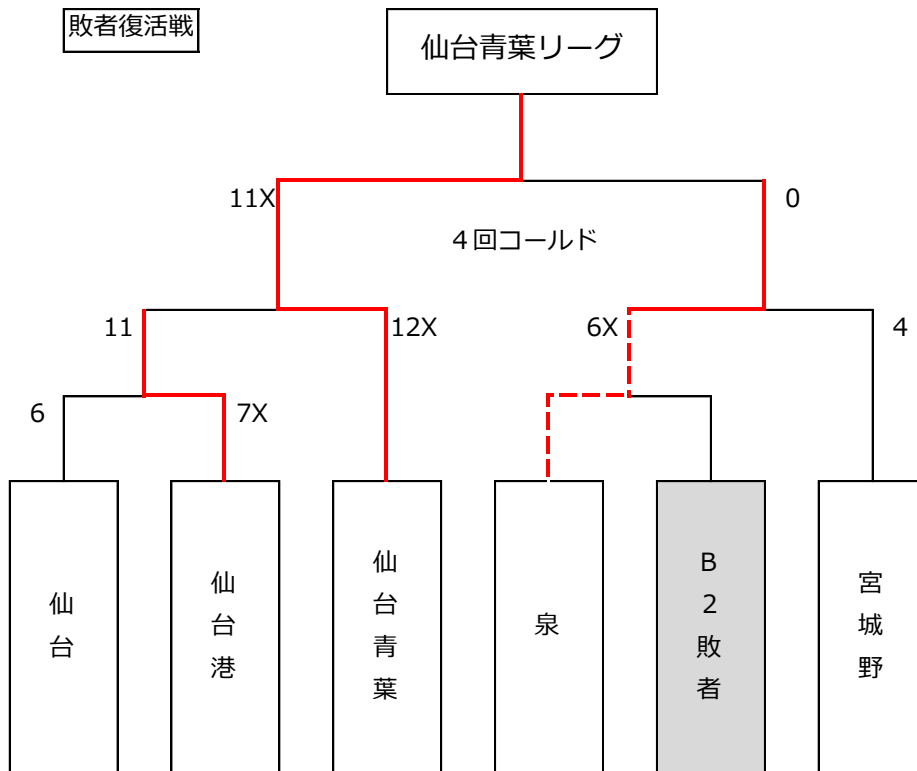 敗者復活戦
仙台青葉リーグ
11X
0
4回コールド
11
12X
6X
4
6
7X
仙台
仙台港
仙台青葉
泉
B2敗者
宮城野